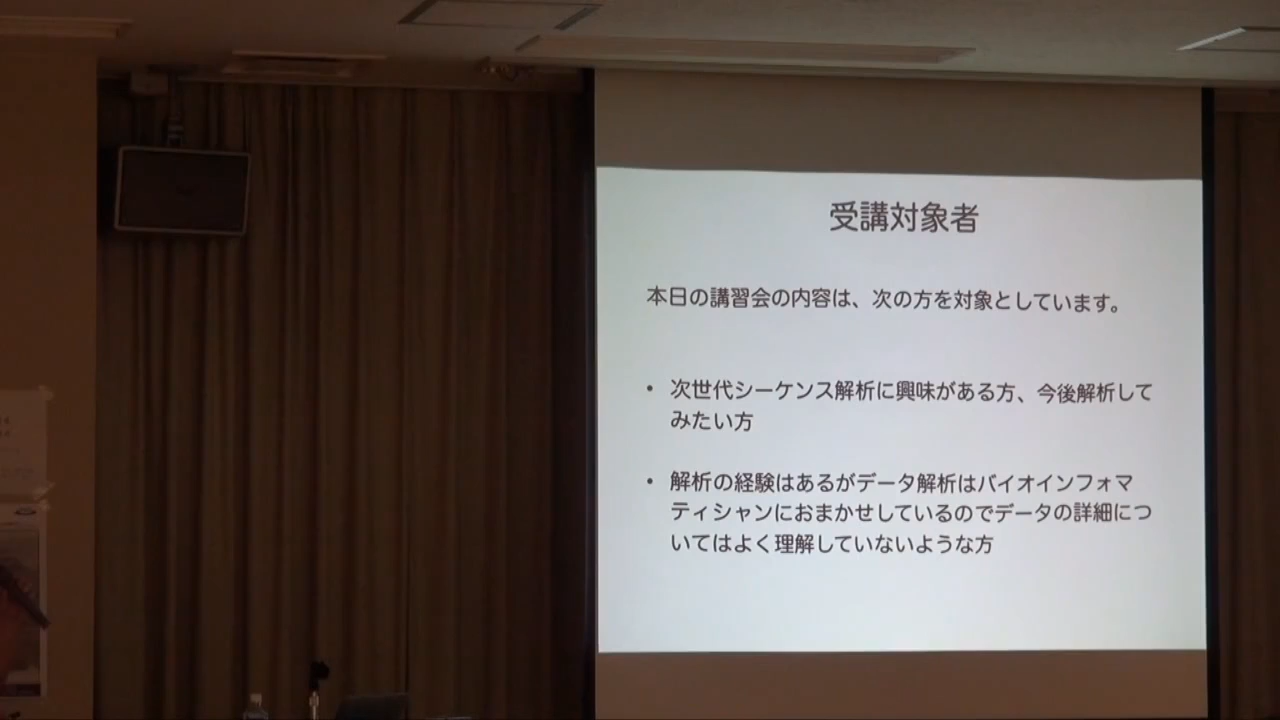 受講対象者
本日の講習会の内容は、次の方を対象としています。
• 次世代シーケンス解析に興味がある方、今後解析して
みたい方
• 解析の経験はあるがデータ解析はバイオインフォマ
ティシャンにおまかせしているのでデータの詳細につ
いてはよく理解していないような方